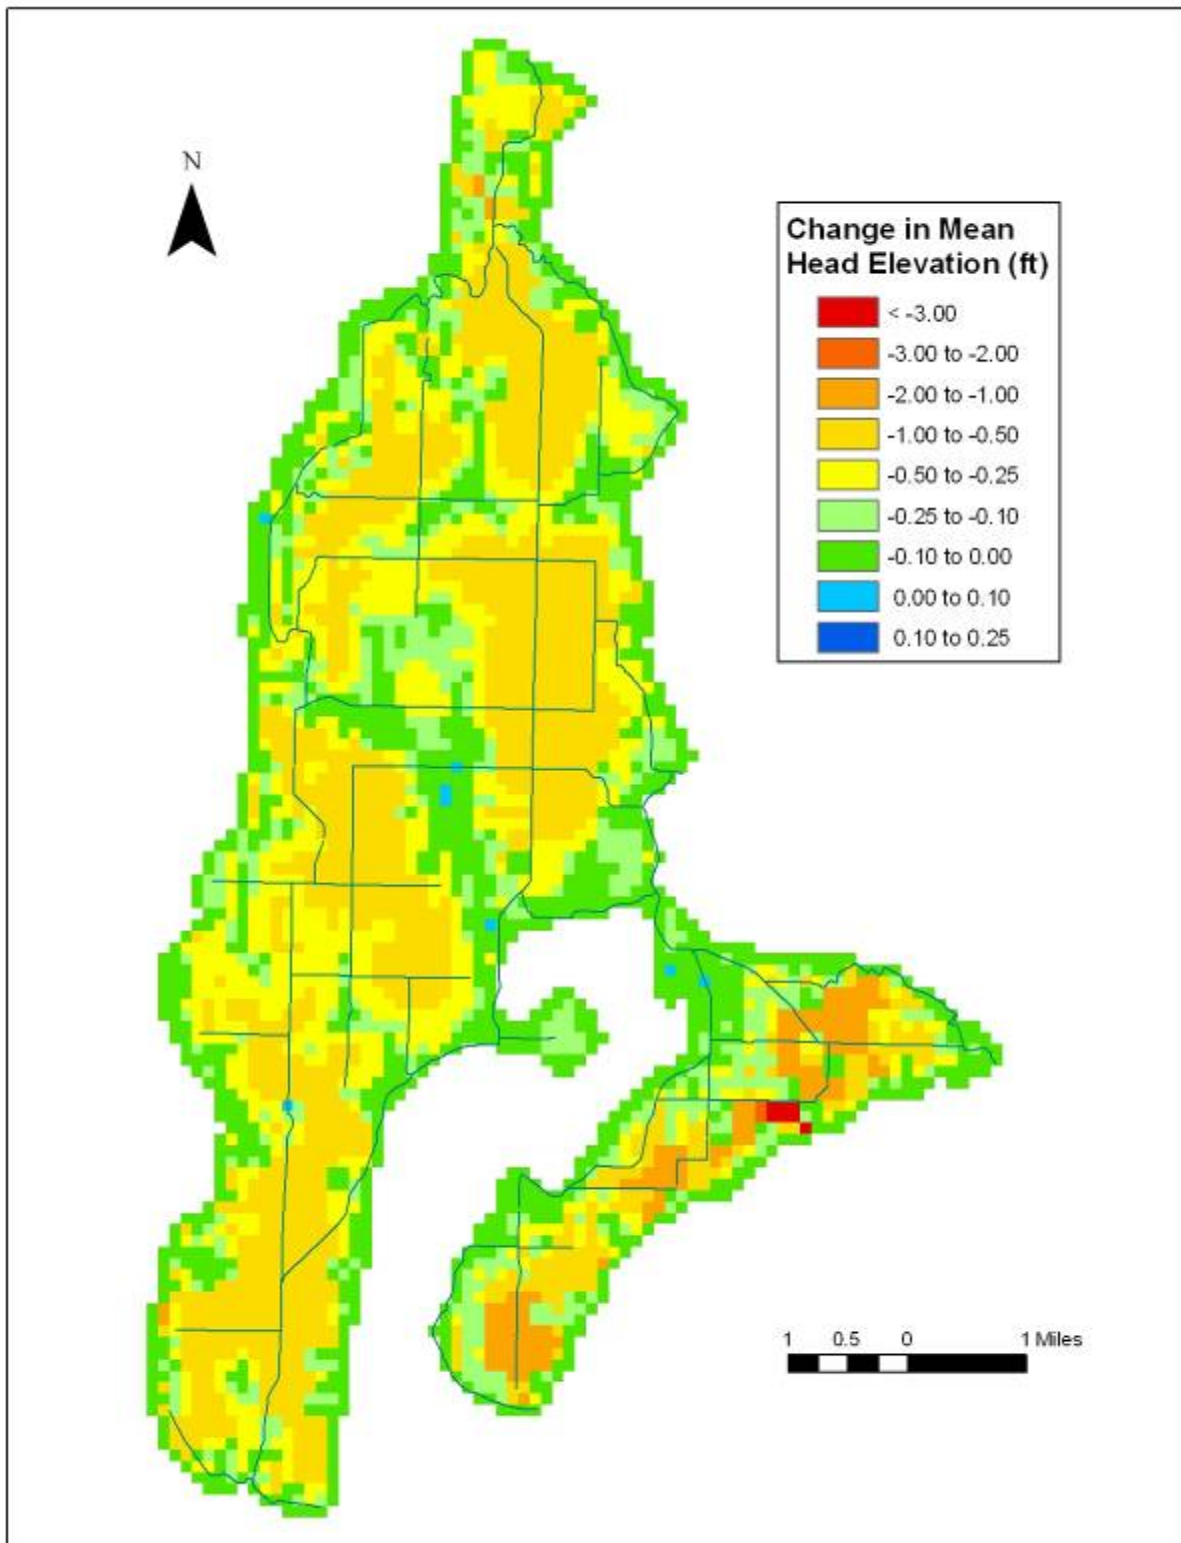 N
Change in Mean
Head Elevation (ft)
< -3.00
-3.00 to -2.00
-2.00 to -1.00
-1.00 to -0.50
-0.50 to -0.25
-0.25 to -0.10
-0.10 to 0.00
0.00 to 0.10
0.10 to 0.25
1 0.5 0 1 Miles